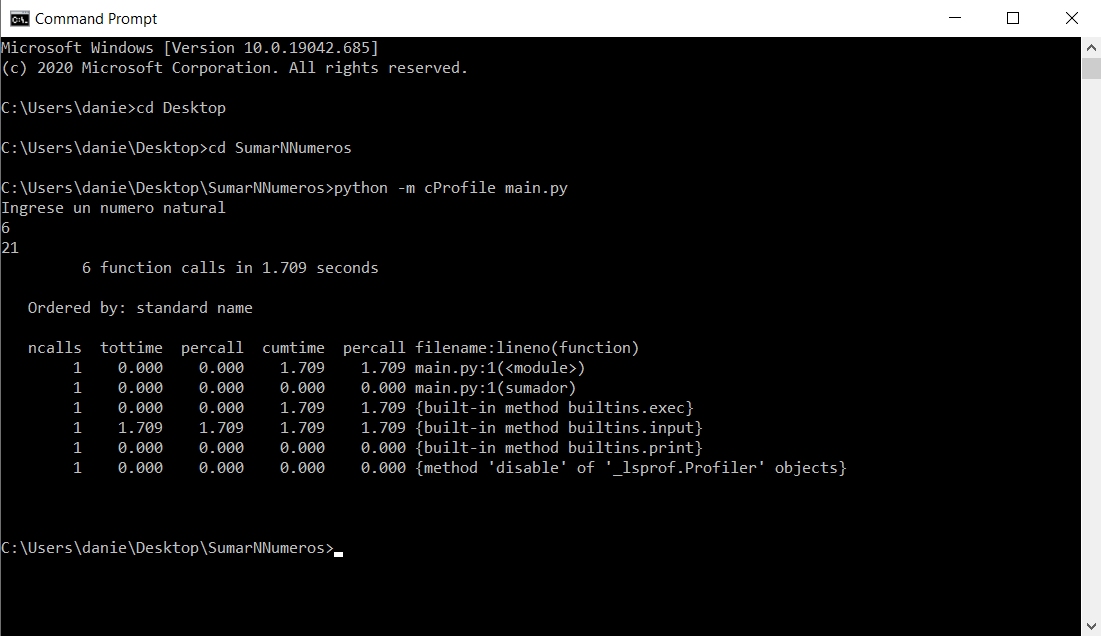 Command Prompt
Microsoft Windows [Version 10.0.19042.685]
(c) 2020 Microsoft Corporation. All rights reserved.
C:\Users\danie>cd Desktop
C:\Users\danie\Desktop>cd SumarNNumeros
C:\Users\danie\Desktop\SumarNNumeros>python -m cProfile main.py
Ingrese un numero natural
6
21
6 function calls in 1.709 seconds
Ordered by: standard name
ncalls  tottime  percall  cumtime  percall filename:lineno(function)
1    0.000    0.000    1.709    1.709 main.py:1(<module>)
1    0.000    0.000    0.000    0.000 main.py:1(sumador)
1    0.000    0.000    1.709    1.709 {built-in method builtins.exec}
1    1.709    1.709    1.709    1.709 {built-in method builtins.input}
1    0.000    0.000    0.000    0.000 {built-in method builtins.print}
1    0.000    0.000    0.000    0.000 {method 'disable' of '_lsprof.Profiler' objects}
C:\Users\danie\Desktop\SumarNNumeros>